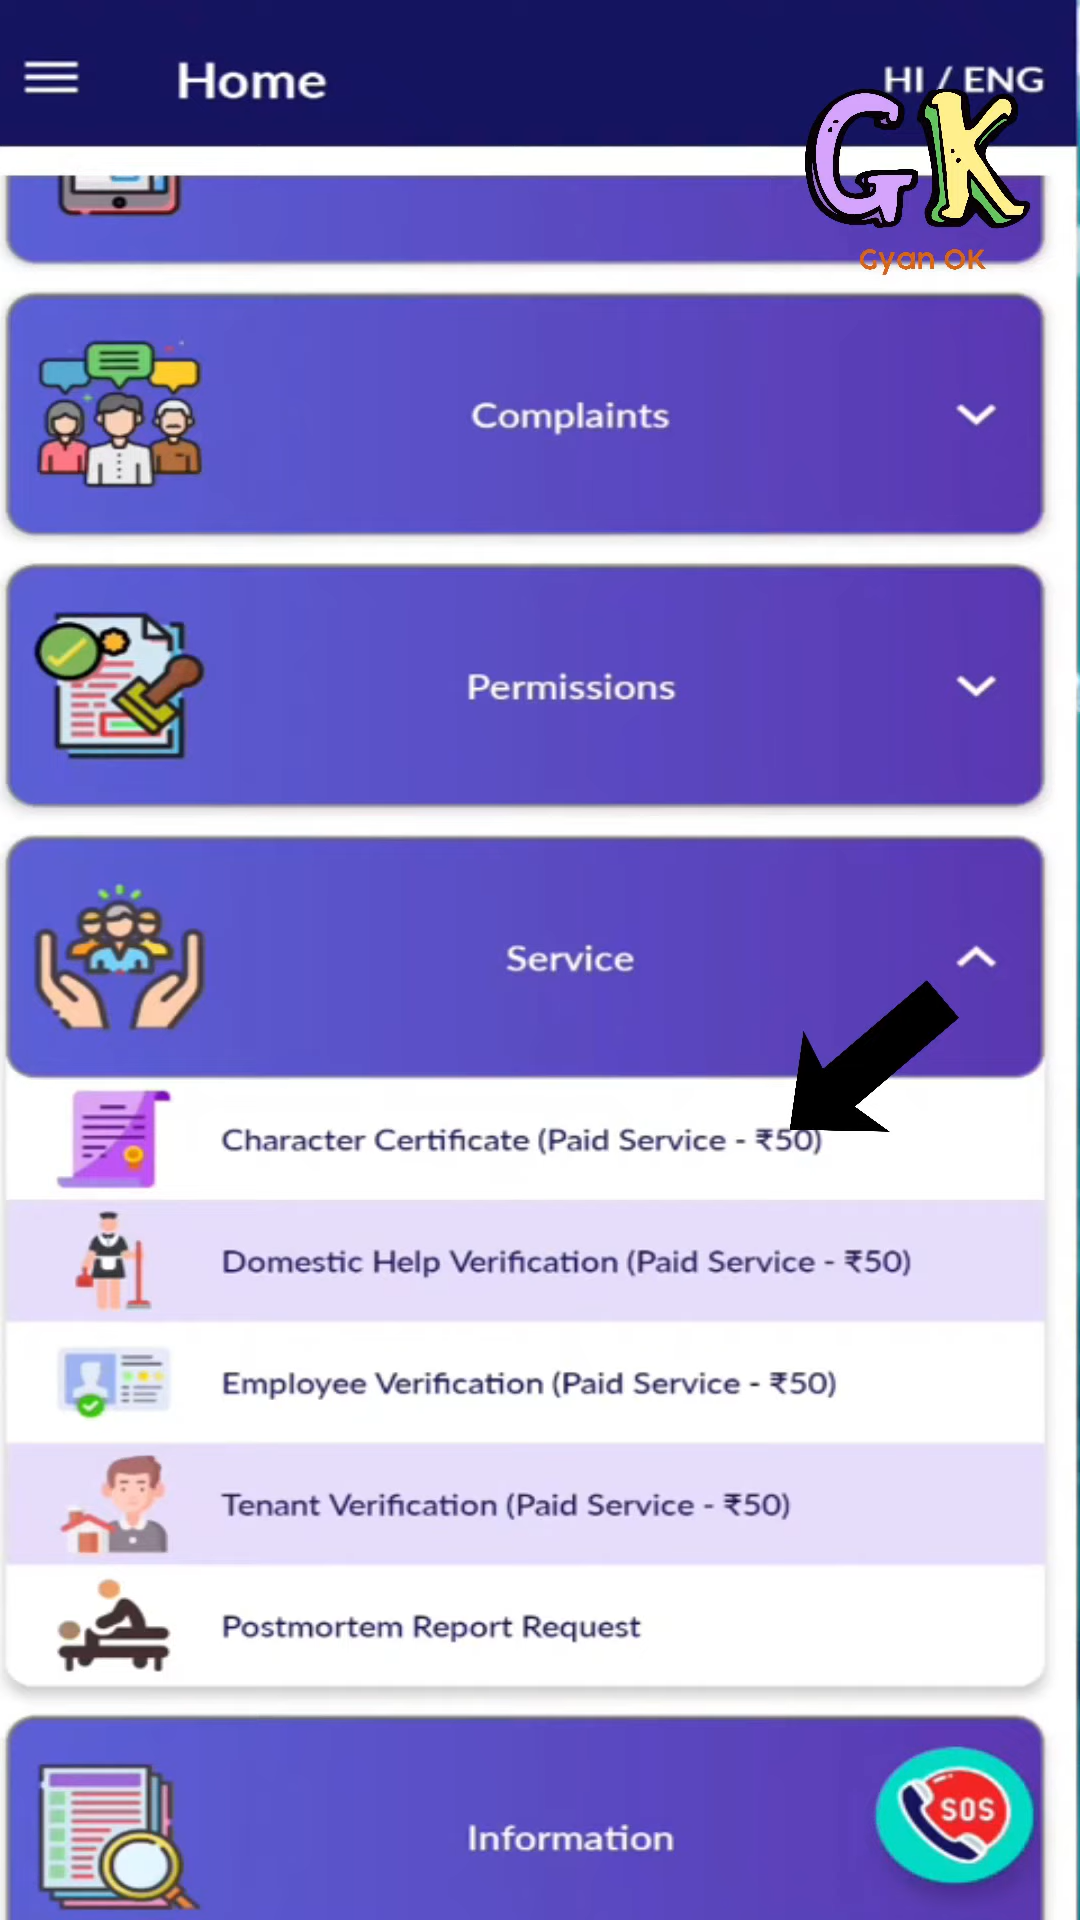 Home
HI / ENG
GK
Gyan OK
Complaints
Permissions
Service
Character Certificate (Paid Service - ₹50)
Domestic Help Verification (Paid Service - ₹50)
Employee Verification (Paid Service - ₹50)
Tenant Verification (Paid Service - ₹50)
Postmortem Report Request
Information
SOS